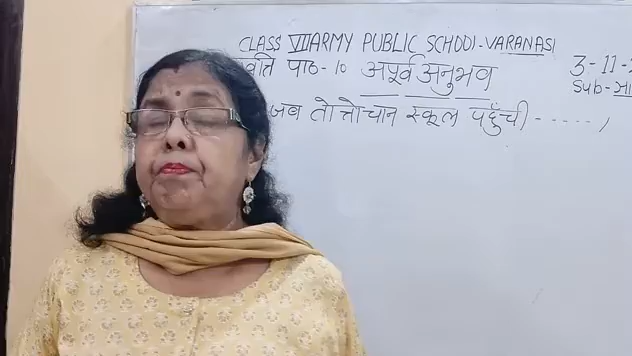 CLASS VII ARMY PUBLIC SCHOOL-VARANASI
पाठ-10 अपूर्व अनुभव
3-11-
Sub-
जब तोत्तोचान स्कूल पहुँची -----,